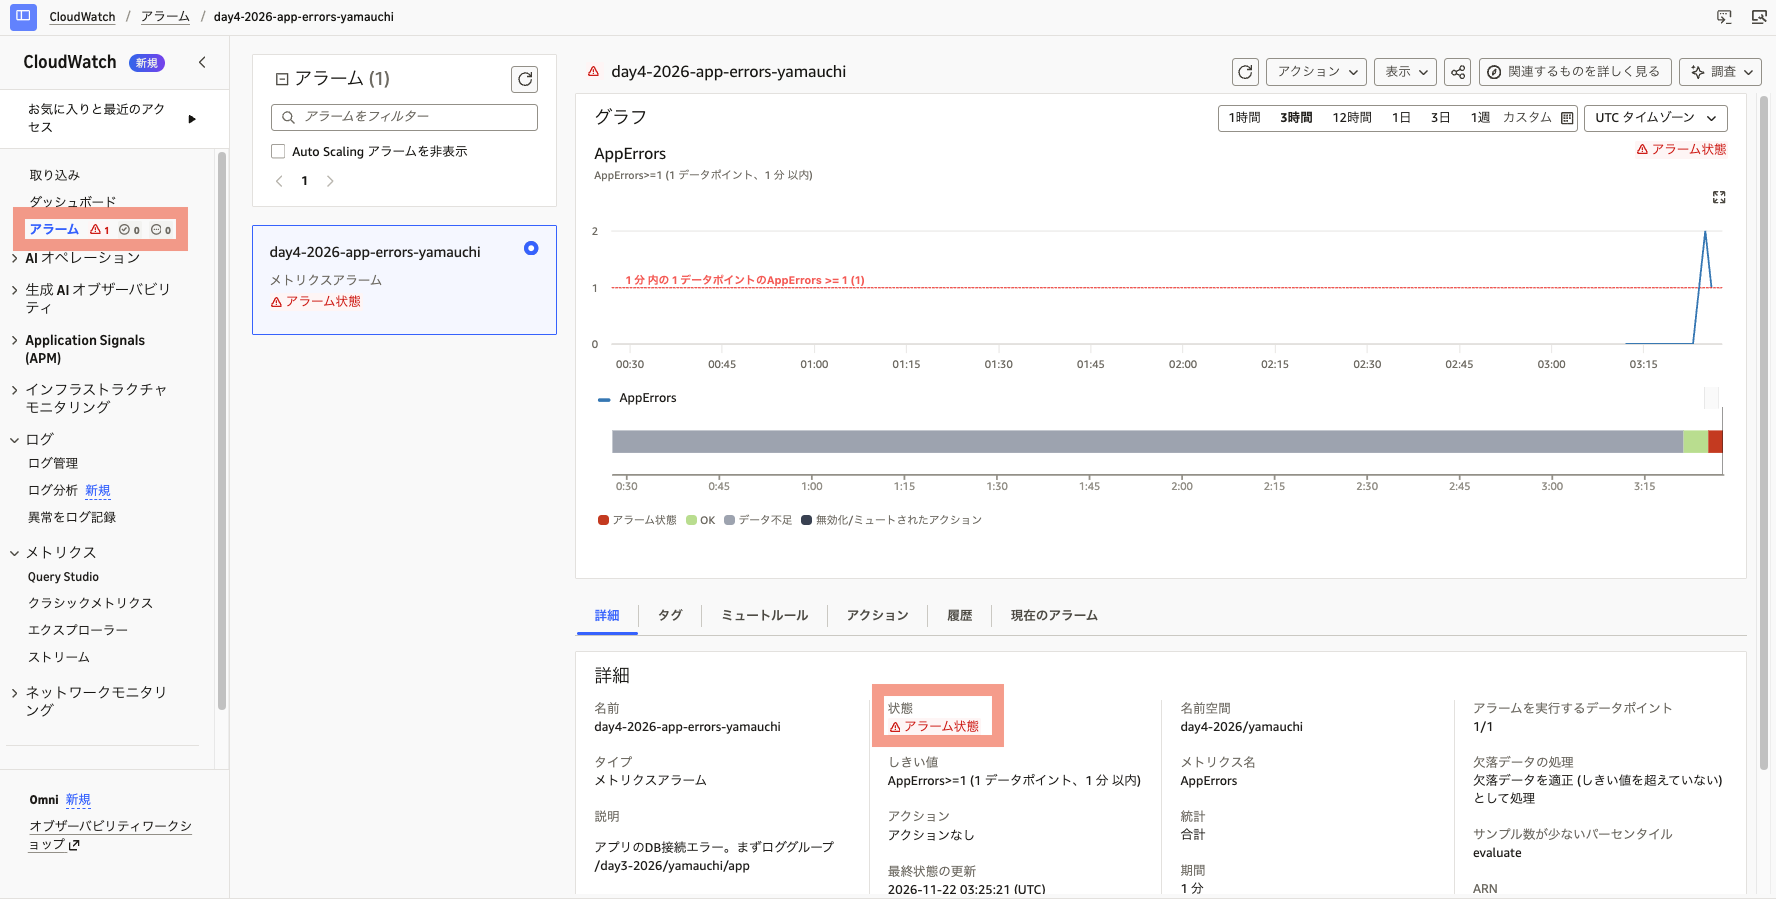 CloudWatch / アラーム / day4-2026-app-errors-yamauchi
CloudWatch 新規
お気に入りと最近のアク
セス
取り込み
ダッシュボード
アラーム 1 0 0
AI オペレーション
生成 AI オブザーバビリ
ティ
Application Signals
(APM)
インフラストラクチャ
モニタリング
ログ
ログ管理
ログ分析 新規
異常をログ記録
メトリクス
Query Studio
クラシックメトリクス
エクスプローラー
ストリーム
ネットワークモニタリ
ング
Omni 新規
オブザーバビリティワークシ
ョップ
アラーム (1)
アラームをフィルター
Auto Scaling アラームを非表示
1
day4-2026-app-errors-yamauchi
メトリクスアラーム
アラーム状態
day4-2026-app-errors-yamauchi
アクション
表示
関連するものを詳しく見る
調査
グラフ
1時間 3時間 12時間 1日 3日 1週 カスタム
UTC タイムゾーン
AppErrors
アラーム状態
AppErrors>=1 (1 データポイント、1 分 以内)
2
1 分 内の 1 データポイントのAppErrors >= 1 (1)
1
0
00:30 00:45 01:00 01:15 01:30 01:45 02:00 02:15 02:30 02:45 03:00 03:15
AppErrors
0:30 0:45 1:00 1:15 1:30 1:45 2:00 2:15 2:30 2:45 3:00 3:15
アラーム状態 OK データ不足 無効化/ミュートされたアクション
詳細 タグ ミュートルール アクション 履歴 現在のアラーム
詳細
名前
day4-2026-app-errors-yamauchi
タイプ
メトリクスアラーム
説明
アプリのDB接続エラー。まずロググループ
/day3-2026/yamauchi/app
状態
アラーム状態
しきい値
AppErrors>=1 (1 データポイント、1 分 以内)
アクション
アクションなし
最終状態の更新
2026-11-22 03:25:21 (UTC)
名前空間
day4-2026/yamauchi
メトリクス名
AppErrors
統計
合計
期間
1 分
アラームを実行するデータポイント
1/1
欠落データの処理
欠落データを適正 (しきい値を超えていない)
として処理
サンプル数が少ないパーセンタイル
evaluate
ARN